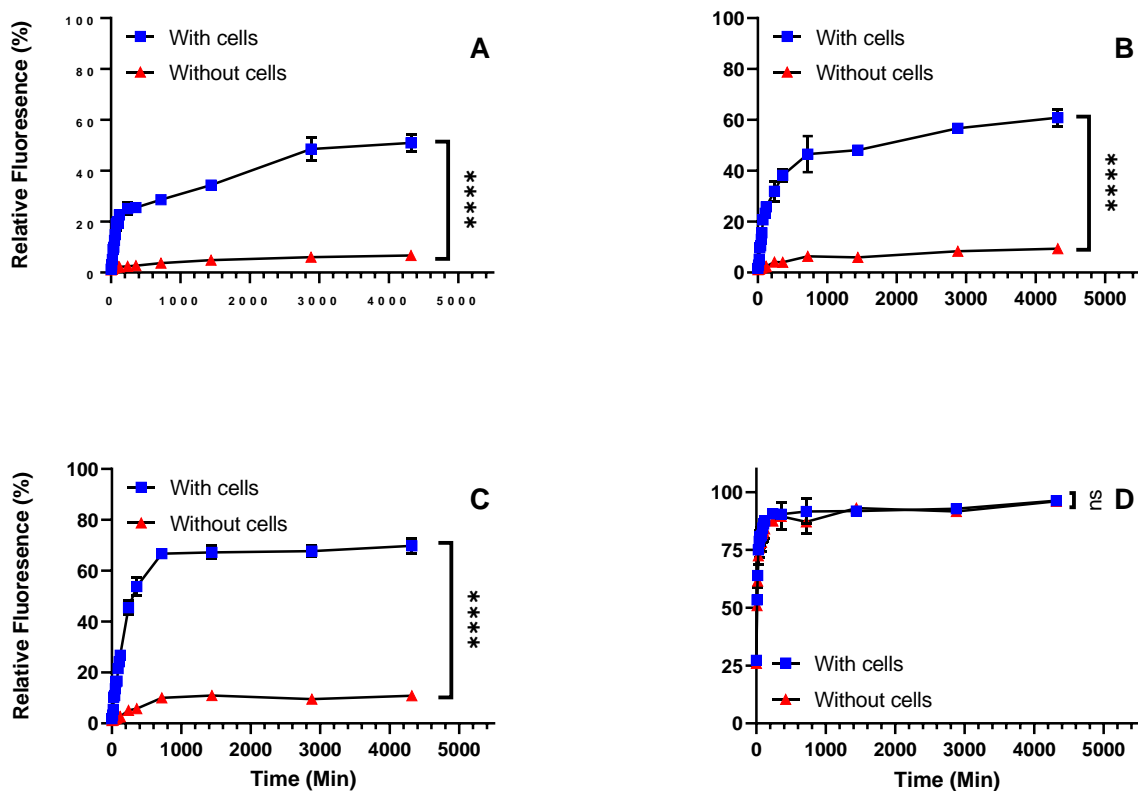 Relative Fluoresence (%)
100
80
60
40
20
0
0 1000 2000 3000 4000 5000
With cells
Without cells
A
****
100
80
60
40
20
0
0 1000 2000 3000 4000 5000
With cells
Without cells
B
****
Relative Fluoresence (%)
100
80
60
40
20
0
0 1000 2000 3000 4000 5000
Time (Min)
With cells
Without cells
C
****
100
75
50
25
0
0 1000 2000 3000 4000 5000
Time (Min)
With cells
Without cells
ns
D